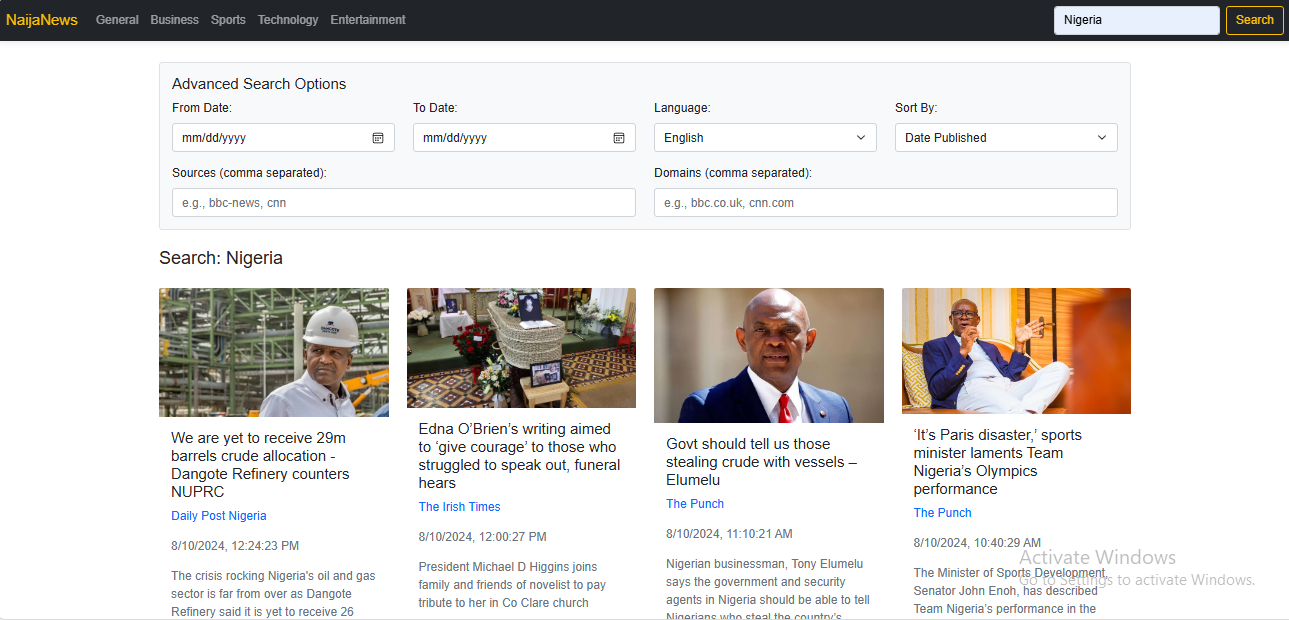 NaijaNews General Business Sports Technology Entertainment Nigeria Search
Advanced Search Options
From Date: To Date: Language: Sort By:
mm/dd/yyyy mm/dd/yyyy English Date Published
Sources (comma separated): Domains (comma separated):
e.g., bbc-news, cnn e.g., bbc.co.uk, cnn.com
Search: Nigeria
We are yet to receive 29m
barrels crude allocation -
Dangote Refinery counters
NUPRC
Daily Post Nigeria
8/10/2024, 12:24:23 PM
The crisis rocking Nigeria's oil and gas
sector is far from over as Dangote
Refinery said it is yet to receive 26
Edna O’Brien’s writing aimed
to ‘give courage’ to those who
struggled to speak out, funeral
hears
The Irish Times
8/10/2024, 12:00:27 PM
President Michael D Higgins joins
family and friends of novelist to pay
tribute to her in Co Clare church
Govt should tell us those
stealing crude with vessels –
Elumelu
The Punch
8/10/2024, 11:10:21 AM
Nigerian businessman, Tony Elumelu
says the government and security
agents in Nigeria should be able to tell
Nigerians who steal the country’s
‘It’s Paris disaster,’ sports
minister laments Team
Nigeria’s Olympics
performance
The Punch
8/10/2024, 10:40:29 AM
The Minister of Sports Development,
Senator John Enoh, has described
Team Nigeria’s performance in the
Activate Windows
Go to Settings to activate Windows.